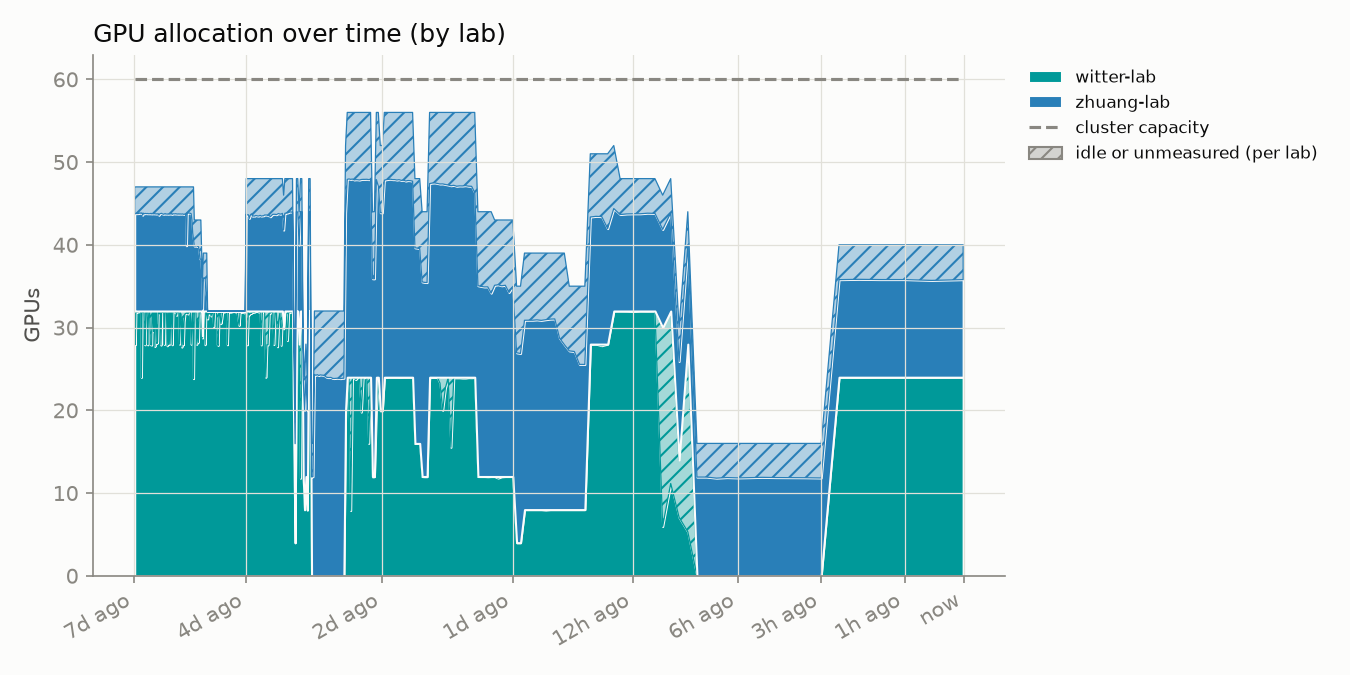 GPU allocation over time (by lab)
witter-lab
zhuang-lab
cluster capacity
idle or unmeasured (per lab)
GPUs
60
50
40
30
20
10
0
7d ago
4d ago
2d ago
1d ago
12h ago
6h ago
3h ago
1h ago
now